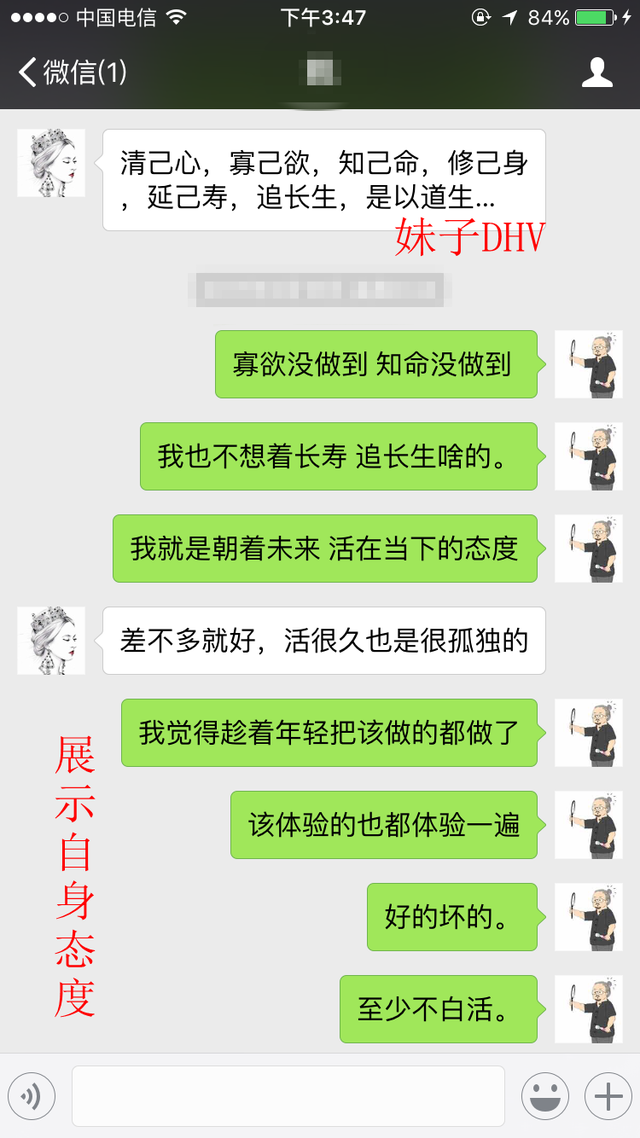 中国电信
下午3:47
84%
微信(1)
清己心，寡己欲，知己命，修己身
，延己寿，追长生，是以道生...
妹子DHV
寡欲没做到 知命没做到
我也不想着长寿 追长生啥的。
我就是朝着未来 活在当下的态度
差不多就好，活很久也是很孤独的
我觉得趁着年轻把该做的都做了
该体验的也都体验一遍
好的坏的。
至少不白活。
展示自身态度